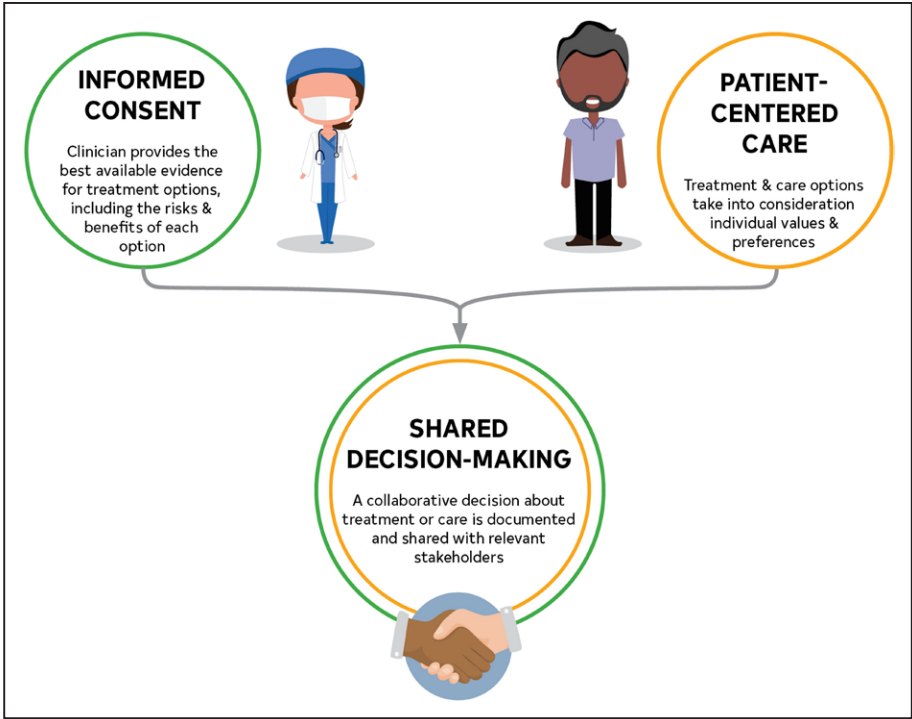 INFORMED
CONSENT
Clinician provides the
best available evidence
for treatment options,
including the risks &
benefits of each
option
PATIENT-
CENTERED
CARE
Treatment & care options
take into consideration
individual values &
preferences
SHARED
DECISION-MAKING
A collaborative decision about
treatment or care is documented
and shared with relevant
stakeholders